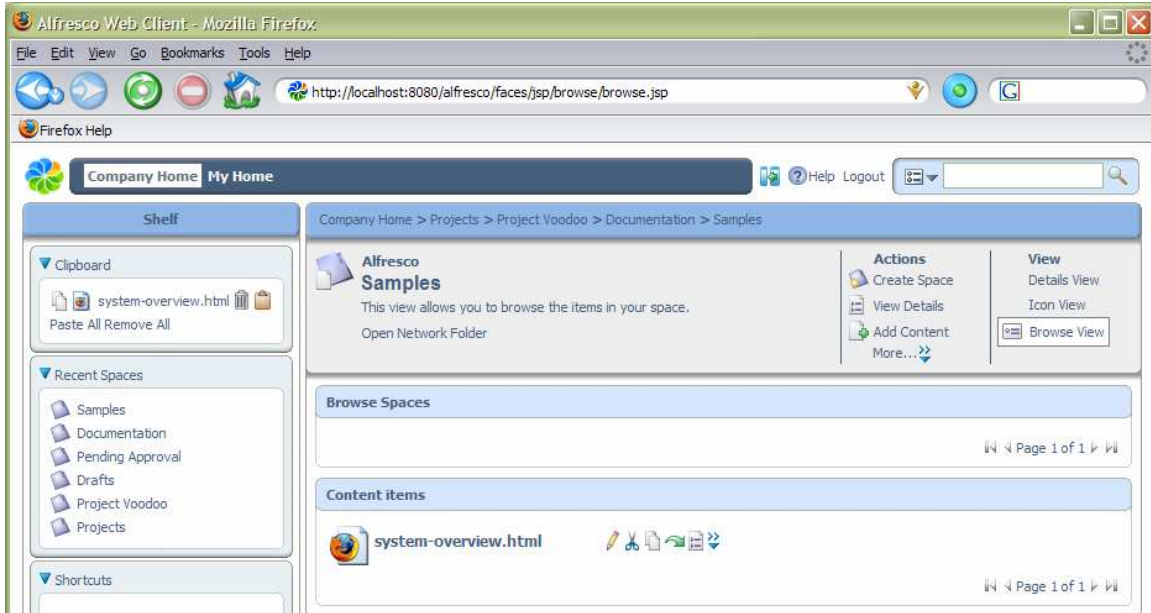 Alfresco Web Client - Mozilla Firefox
File Edit View Go Bookmarks Tools Help
http://localhost:8080/alfresco/faces/jsp/browse/browse.jsp
G
Firefox Help
Company Home My Home
Help Logout
Shelf
Company Home > Projects > Project Voodoo > Documentation > Samples
Clipboard
system-overview.html
Paste All Remove All
Recent Spaces
Samples
Documentation
Pending Approval
Drafts
Project Voodoo
Projects
Shortcuts
Alfresco
Samples
This view allows you to browse the items in your space.
Open Network Folder
Actions
Create Space
View Details
Add Content
More...
View
Details View
Icon View
Browse View
Browse Spaces
Page 1 of 1
Content items
system-overview.html
Page 1 of 1